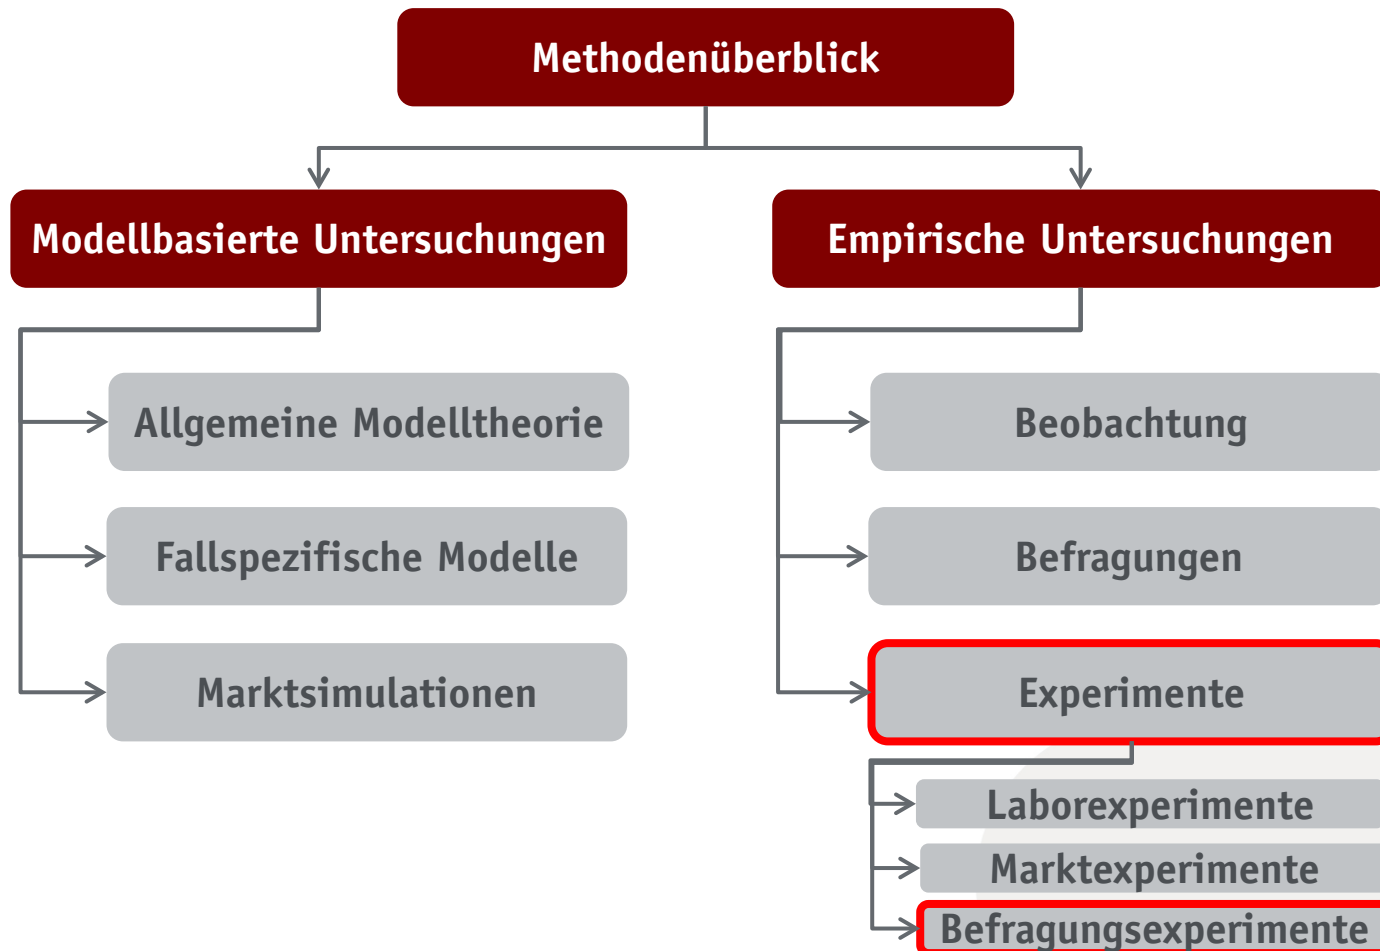 Methodenüberblick
Modellbasierte Untersuchungen
Allgemeine Modelltheorie
Fallspezifische Modelle
Marktsimulationen
Empirische Untersuchungen
Beobachtung
Befragungen
Experimente
Laborexperimente
Marktexperimente
Befragungsexperimente